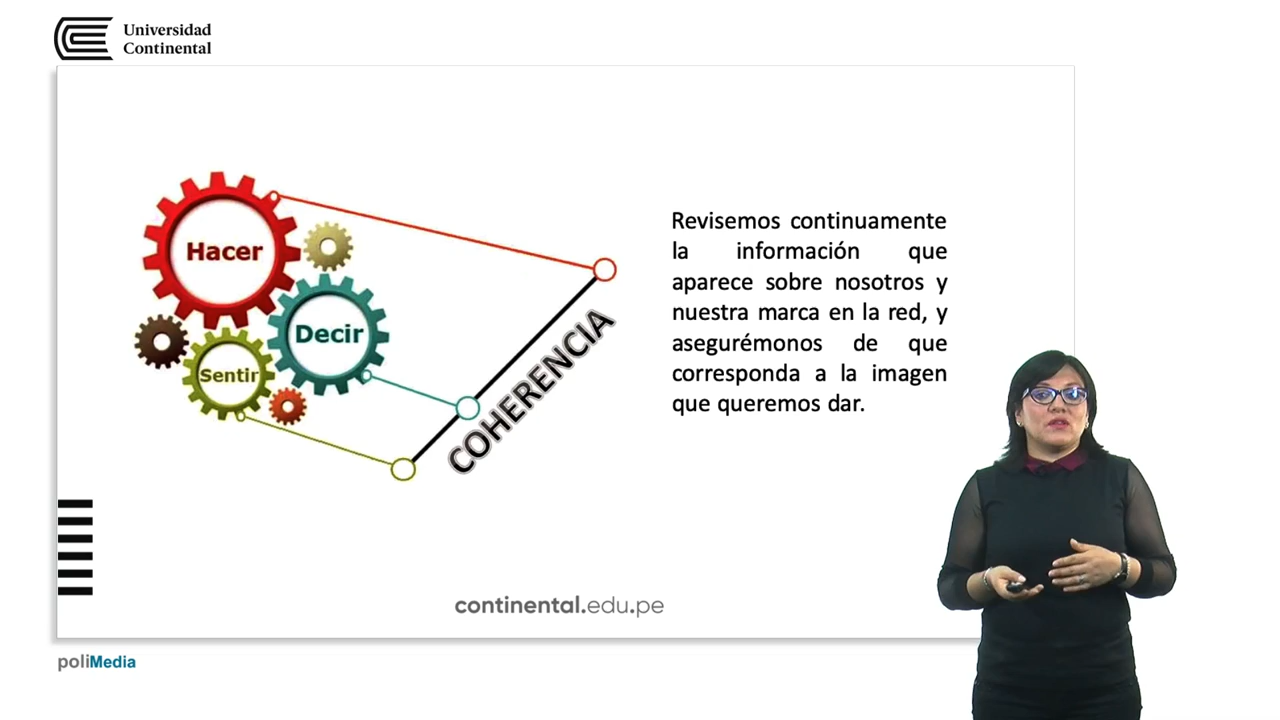 Universidad
Continental
Hacer
Decir
Sentir
COHERENCIA
Revisemos continuamente
la información que
aparece sobre nosotros y
nuestra marca en la red, y
asegurémonos de que
corresponda a la imagen
que queremos dar.
continental.edu.pe
poliMedia